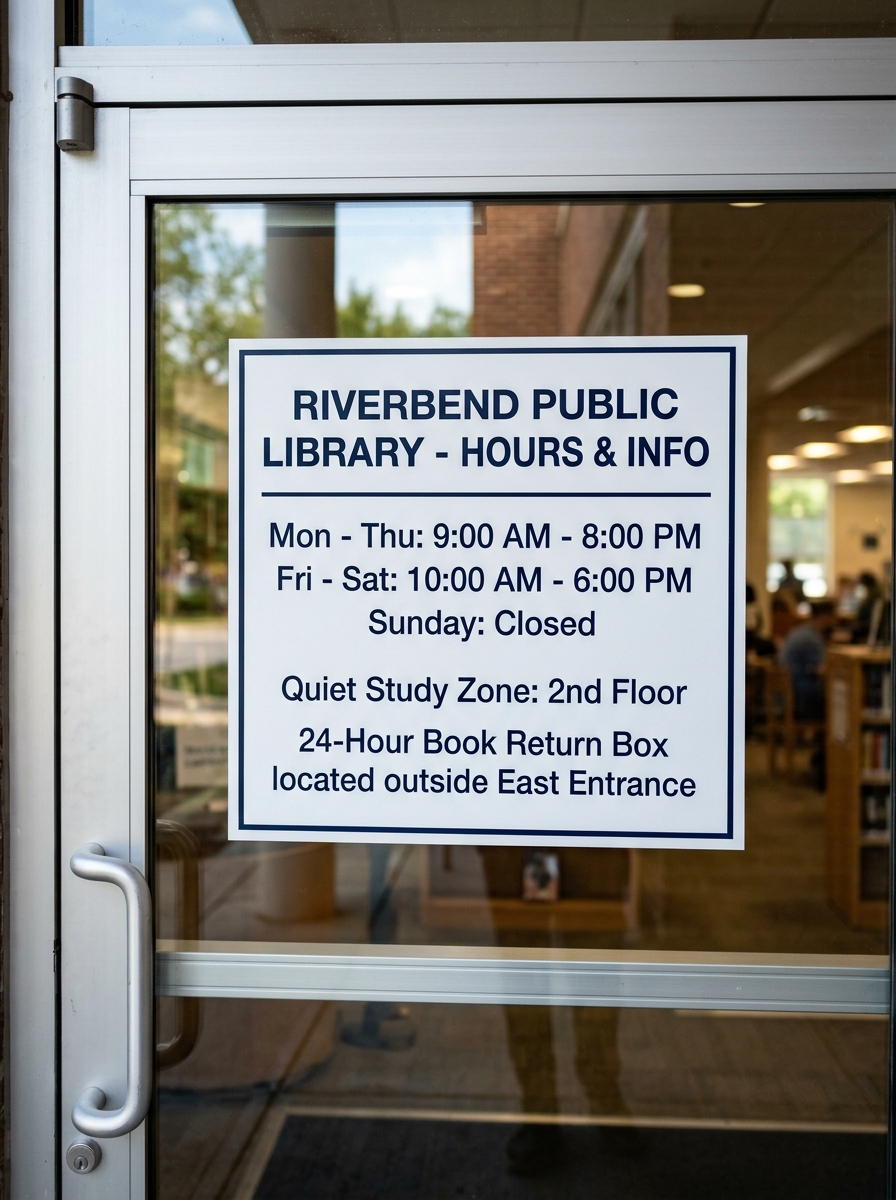 RIVERBEND PUBLIC
LIBRARY - HOURS & INFO
Mon - Thu: 9:00 AM - 8:00 PM
Fri - Sat: 10:00 AM - 6:00 PM
Sunday: Closed
Quiet Study Zone: 2nd Floor
24-Hour Book Return Box
located outside East Entrance